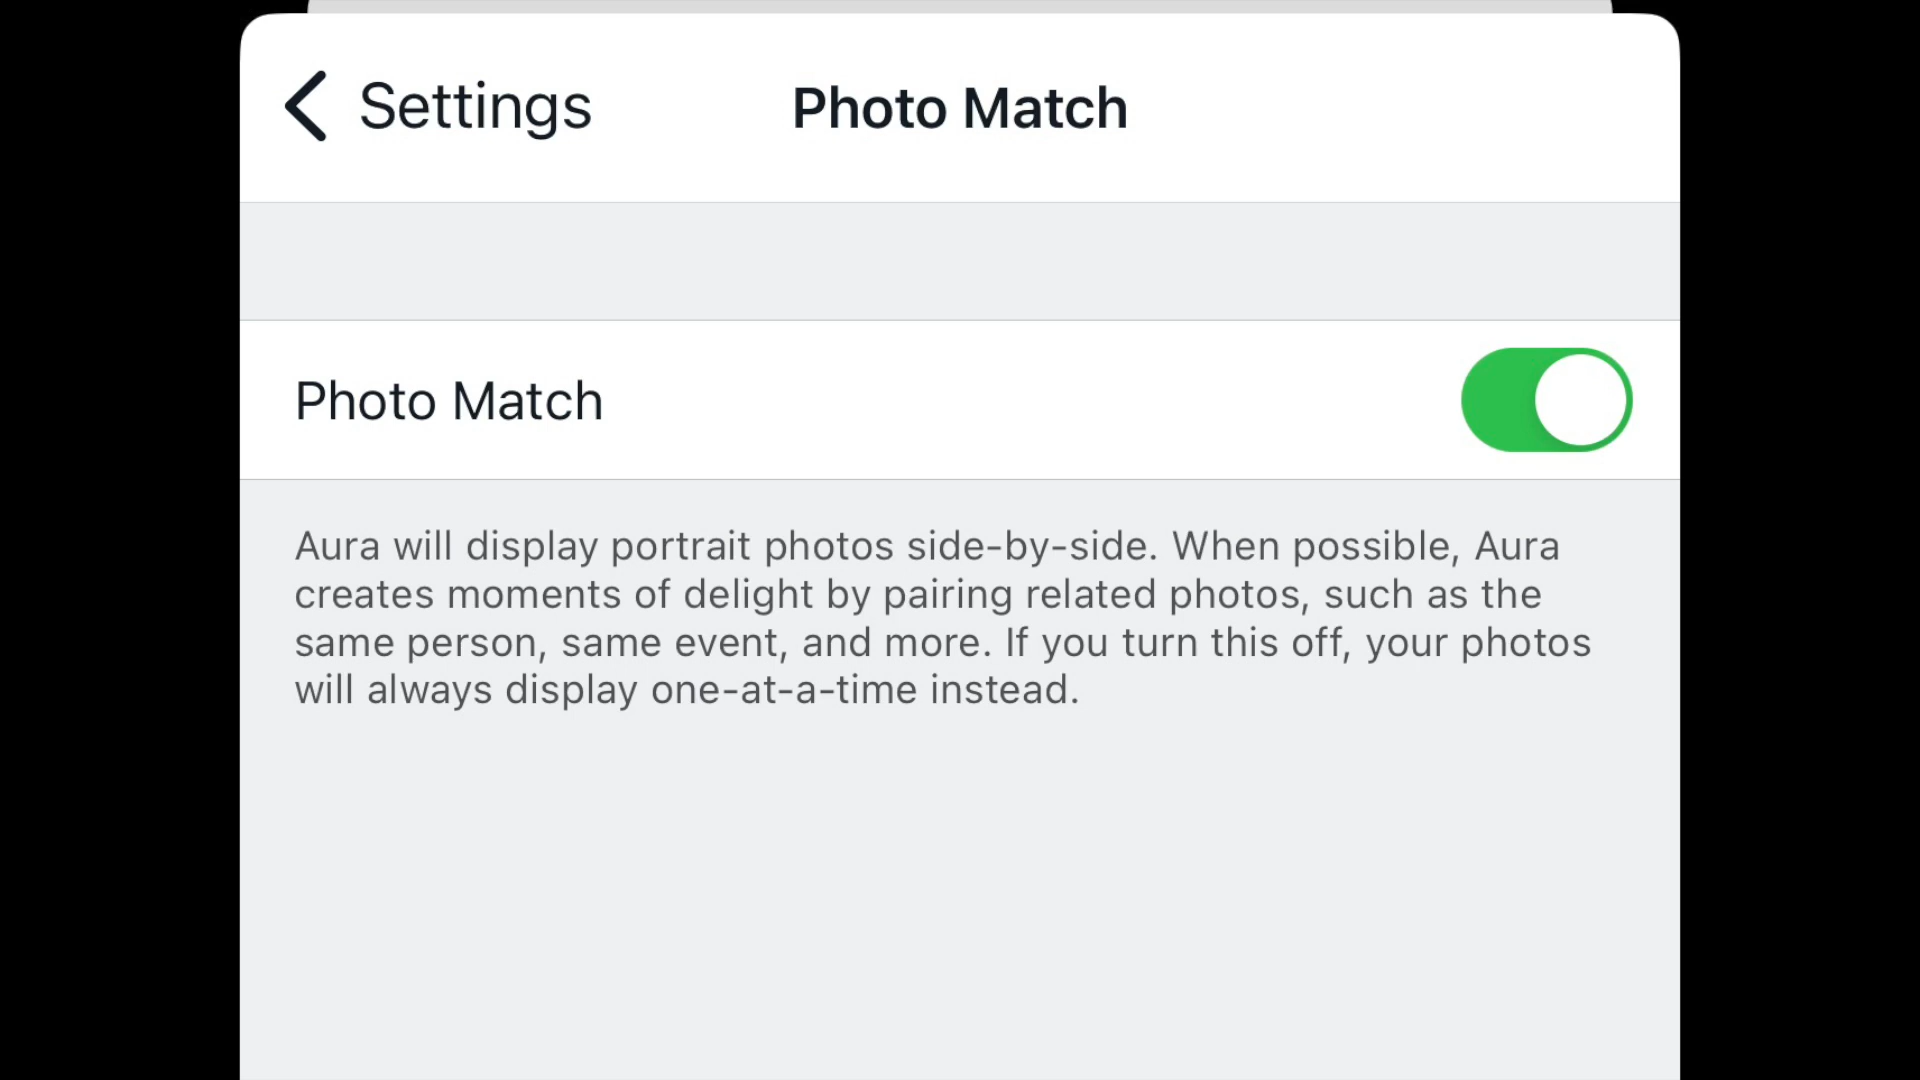 Settings
Photo Match
Photo Match
Aura will display portrait photos side-by-side. When possible, Aura
creates moments of delight by pairing related photos, such as the
same person, same event, and more. If you turn this off, your photos
will always display one-at-a-time instead.